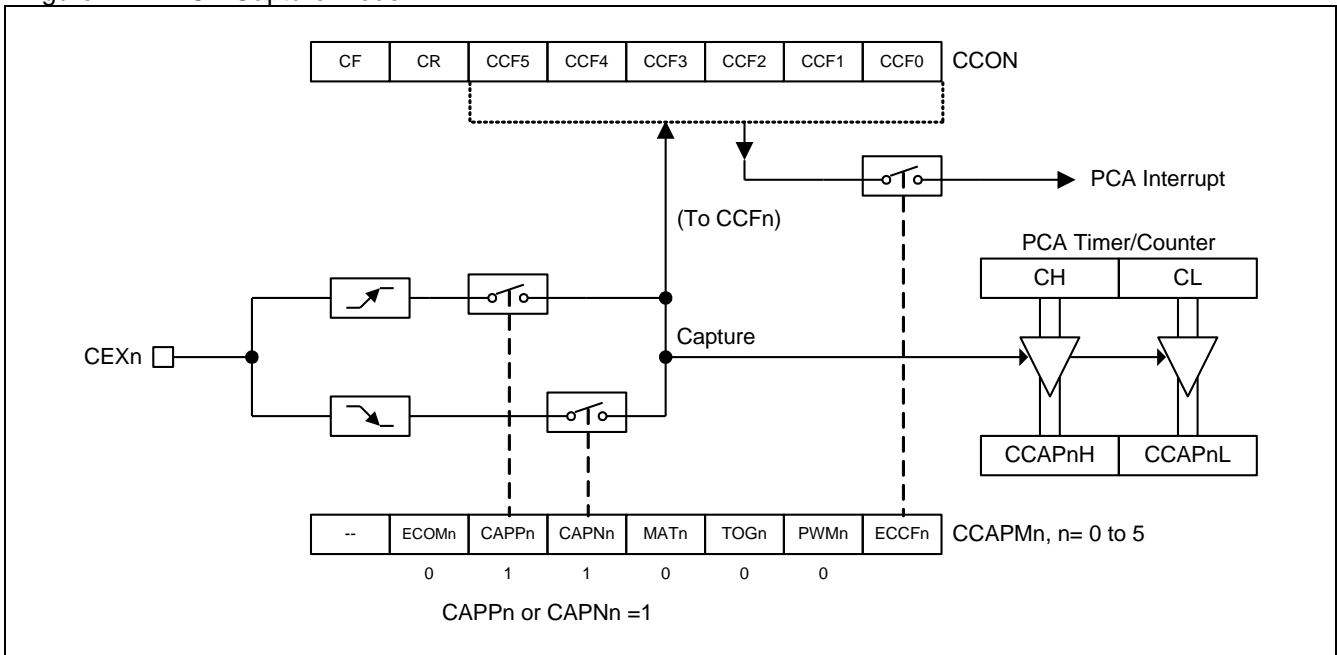 CF CR CCF5 CCF4 CCF3 CCF2 CCF1 CCF0 CCON
PCA Interrupt
(To CCFn)
PCA Timer/Counter
CH CL
Capture
CEXn
CCAPnH CCAPnL
-- ECOMn CAPPn CAPNn MATn TOGn PWMn ECCFn CCAPMn, n= 0 to 5
0 1 1 0 0 0
CAPPn or CAPNn =1